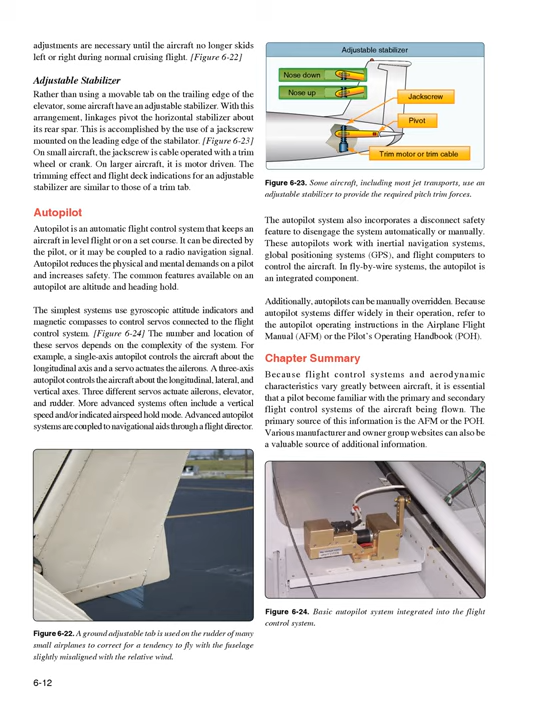 adjustments are necessary until the aircraft no longer skids
left or right during normal cruising flight. [Figure 6-22]
Adjustable Stabilizer
Rather than using a movable tab on the trailing edge of the
elevator, some aircraft have an adjustable stabilizer. With this
arrangement, linkages pivot the horizontal stabilizer about
its rear spar. This is accomplished by the use of a jackscrew
mounted on the leading edge of the stabilator. [Figure 6-23]
On small aircraft, the jackscrew is cable operated with a trim
wheel or crank. On larger aircraft, it is motor driven. The
trimming effect and flight deck indications for an adjustable
stabilizer are similar to those of a trim tab.
Autopilot
Autopilot is an automatic flight control system that keeps an
aircraft in level flight or on a set course. It can be directed by
the pilot, or it may be coupled to a radio navigation signal.
Autopilot reduces the physical and mental demands on a pilot
and increases safety. The common features available on an
autopilot are altitude and heading hold.
The simplest systems use gyroscopic attitude indicators and
magnetic compasses to control servos connected to the flight
control system. [Figure 6-24] The number and location of
these servos depends on the complexity of the system. For
example, a single-axis autopilot controls the aircraft about the
longitudinal axis and a servo actuates the ailerons. A three-axis
autopilot controls the aircraft about the longitudinal, lateral, and
vertical axes. Three different servos actuate ailerons, elevator,
and rudder. More advanced systems often include a vertical
speed and/or indicated airspeed hold mode. Advanced autopilot
systems are coupled to navigational aids through a flight director.
Figure 6-22. A ground adjustable tab is used on the rudder of many
small airplanes to correct for a tendency to fly with the fuselage
slightly misaligned with the relative wind.
Adjustable stabilizer
Nose down
Nose up
Jackscrew
Pivot
Trim motor or trim cable
Figure 6-23. Some aircraft, including most jet transports, use an
adjustable stabilizer to provide the required pitch trim forces.
The autopilot system also incorporates a disconnect safety
feature to disengage the system automatically or manually.
These autopilots work with inertial navigation systems,
global positioning systems (GPS), and flight computers to
control the aircraft. In fly-by-wire systems, the autopilot is
an integrated component.
Additionally, autopilots can be manually overridden. Because
autopilot systems differ widely in their operation, refer to
the autopilot operating instructions in the Airplane Flight
Manual (AFM) or the Pilot's Operating Handbook (POH).
Chapter Summary
Because flight control systems and aerodynamic
characteristics vary greatly between aircraft, it is essential
that a pilot become familiar with the primary and secondary
flight control systems of the aircraft being flown. The
primary source of this information is the AFM or the POH.
Various manufacturer and owner group websites can also be
a valuable source of additional information.
Figure 6-24. Basic autopilot system integrated into the flight
control system.
6-12